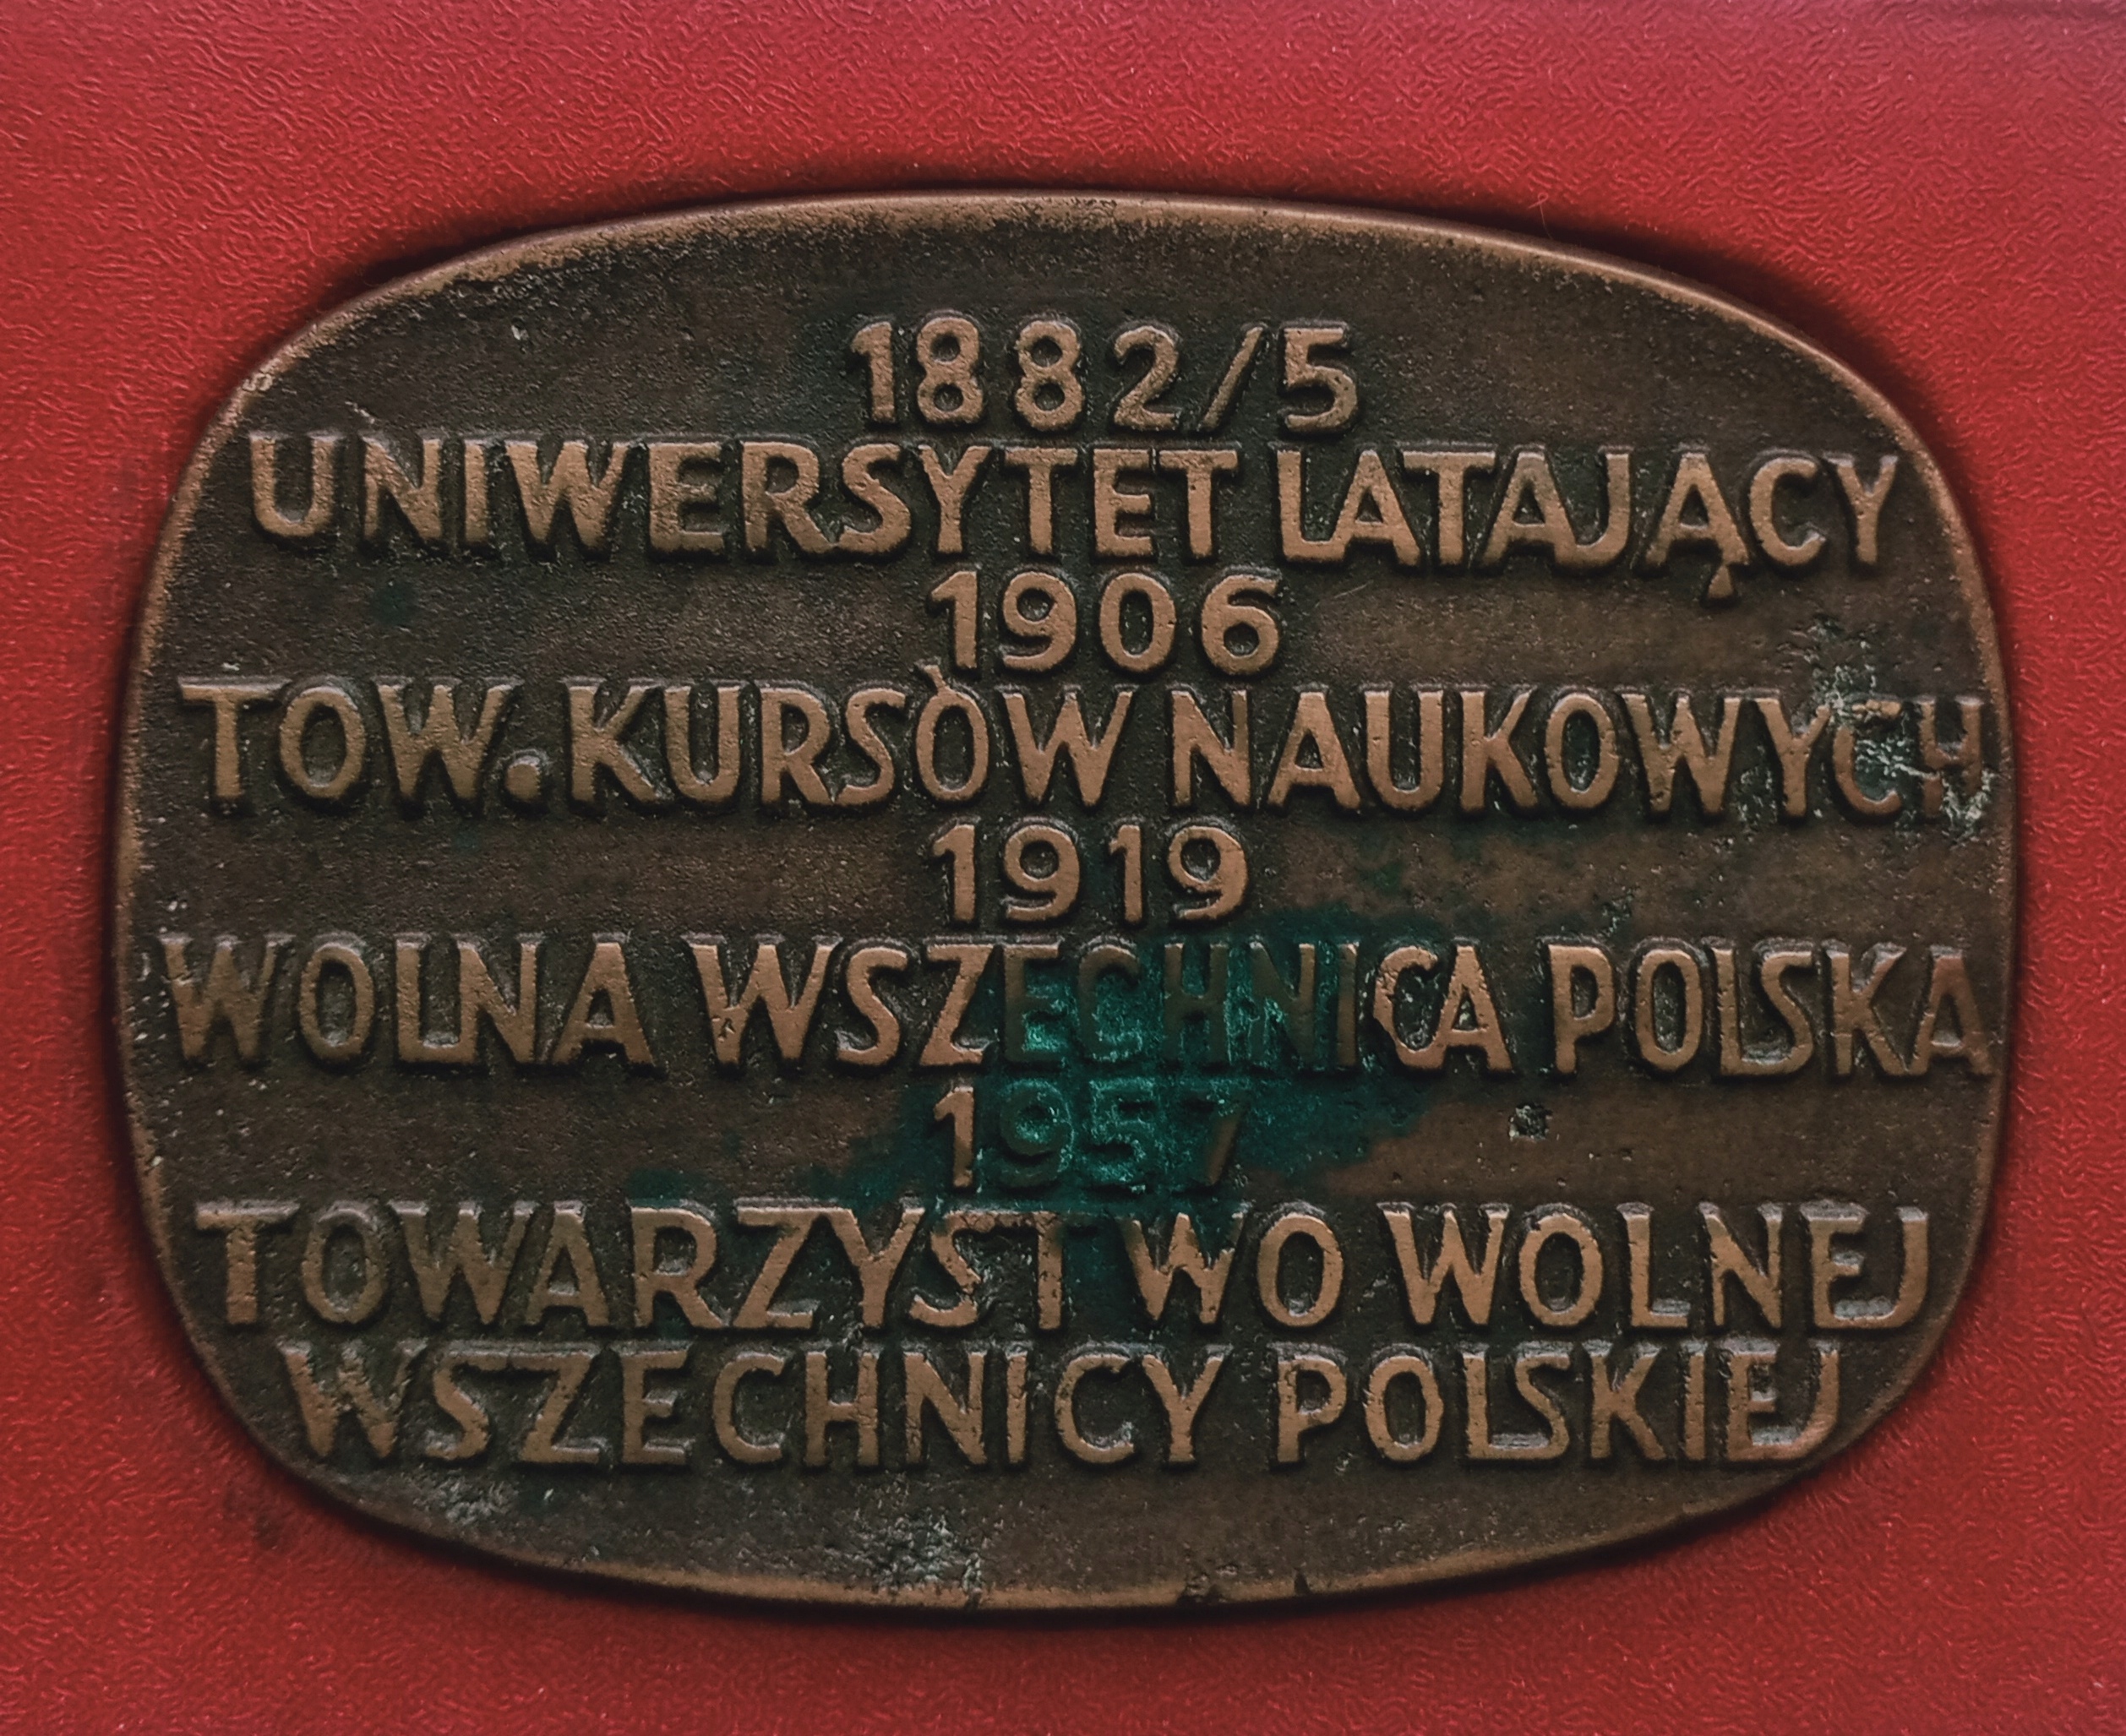 1882/5
UNIWERSYTET LATAJĄCY
1906
TOW. KURSÒW NAUKOWYCH
1919
WOLNA WSZECHNICA POLSKA
1957
TOWARZYSTWO WOLNEJ
WSZECHNICY POLSKIEJ